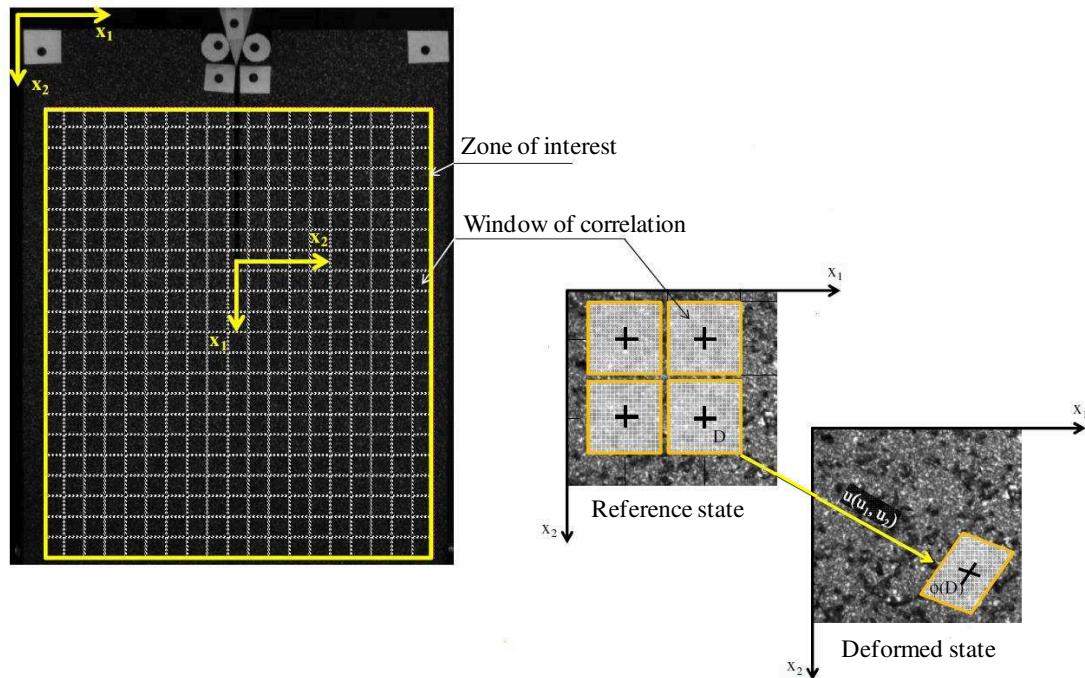 x1
x2
Zone of interest
Window of correlation
x2
x1
x1
D
Reference state
x2
u(u1, u2)
x1
φ(D)
Deformed state
x2